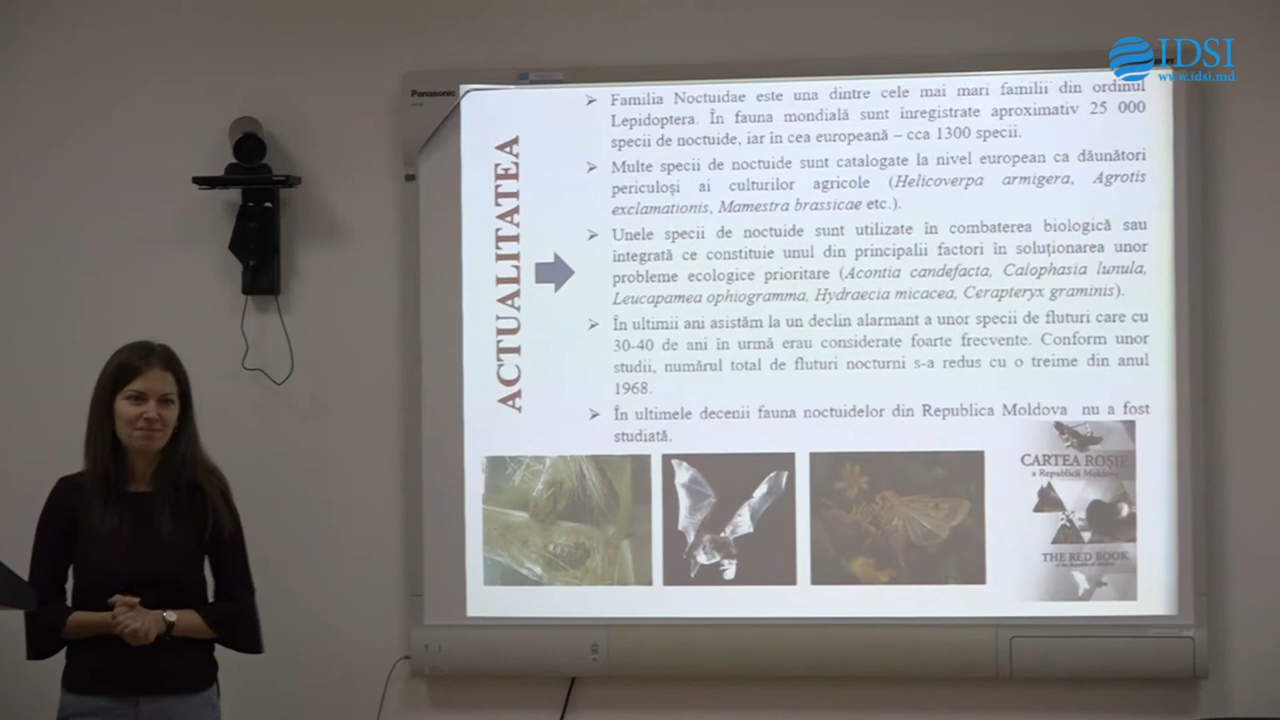 IDSI
www.idsi.md
Panasonic
ACTUALITATEA
➢ Familia Noctuidae este una dintre cele mai mari familii din ordinul
Lepidoptera. În fauna mondială sunt înregistrate aproximativ 25 000
specii de noctuide, iar în cea europeană – cca 1300 specii.
➢ Multe specii de noctuide sunt catalogate la nivel european ca dăunători
periculoși ai culturilor agricole (Helicoverpa armigera, Agrotis
exclamationis, Mamestra brassicae etc.).
➢ Unele specii de noctuide sunt utilizate în combaterea biologică sau
integrată ce constituie unul din principalii factori în soluționarea unor
probleme ecologice prioritare (Acontia candefacta, Calophasia lunula,
Leucapamea ophiogramma, Hydraecia micacea, Cerapteryx graminis).
➢ În ultimii ani asistăm la un declin alarmant a unor specii de fluturi care cu
30-40 de ani în urmă erau considerate foarte frecvente. Conform unor
studii, numărul total de fluturi nocturni s-a redus cu o treime din anul
1968.
➢ În ultimele decenii fauna noctuidelor din Republica Moldova nu a fost
studiată.
CARTEA ROȘIE
a Republicii Moldova
THE RED BOOK